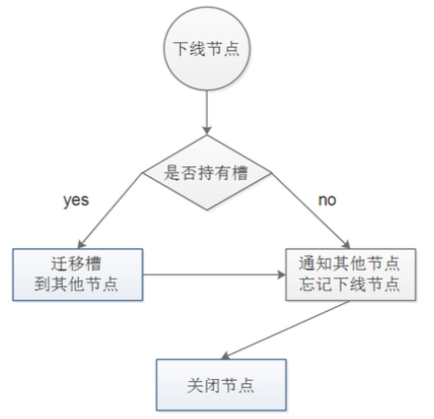 下线节点
是否持有槽
yes
no
迁移槽
到其他节点
通知其他节点
忘记下线节点
关闭节点